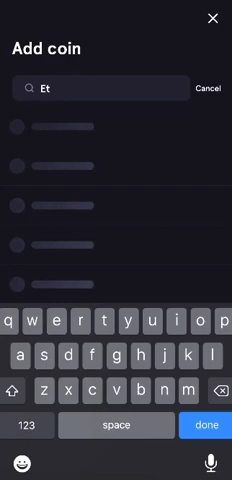 Add coin
Et
Cancel
q w e r t y u i o p
a s d f g h j k l
z x c v b n m
123 space done